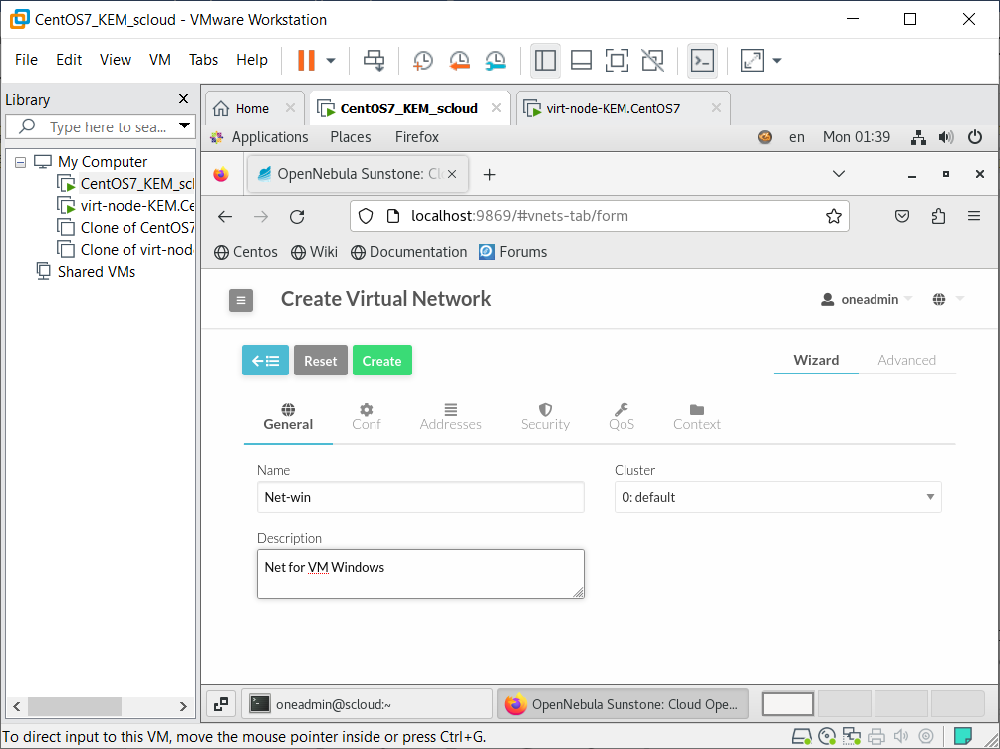 CentOS7_KEM_scloud - VMware Workstation
File Edit View VM Tabs Help
Library
Type here to sea...
My Computer
CentOS7_KEM_scl
virt-node-KEM.Ce
Clone of CentOS7
Clone of virt-nod
Shared VMs
Home
CentOS7_KEM_scloud
virt-node-KEM.CentOS7
Applications Places Firefox
en Mon 01:39
OpenNebula Sunstone: Clo
localhost:9869/#vnets-tab/form
Centos Wiki Documentation Forums
Create Virtual Network
oneadmin
Reset Create
Wizard Advanced
General Conf Addresses Security QoS Context
Name
Net-win
Cluster
0: default
Description
Net for VM Windows
oneadmin@scloud:~
OpenNebula Sunstone: Cloud Ope...
To direct input to this VM, move the mouse pointer inside or press Ctrl+G.